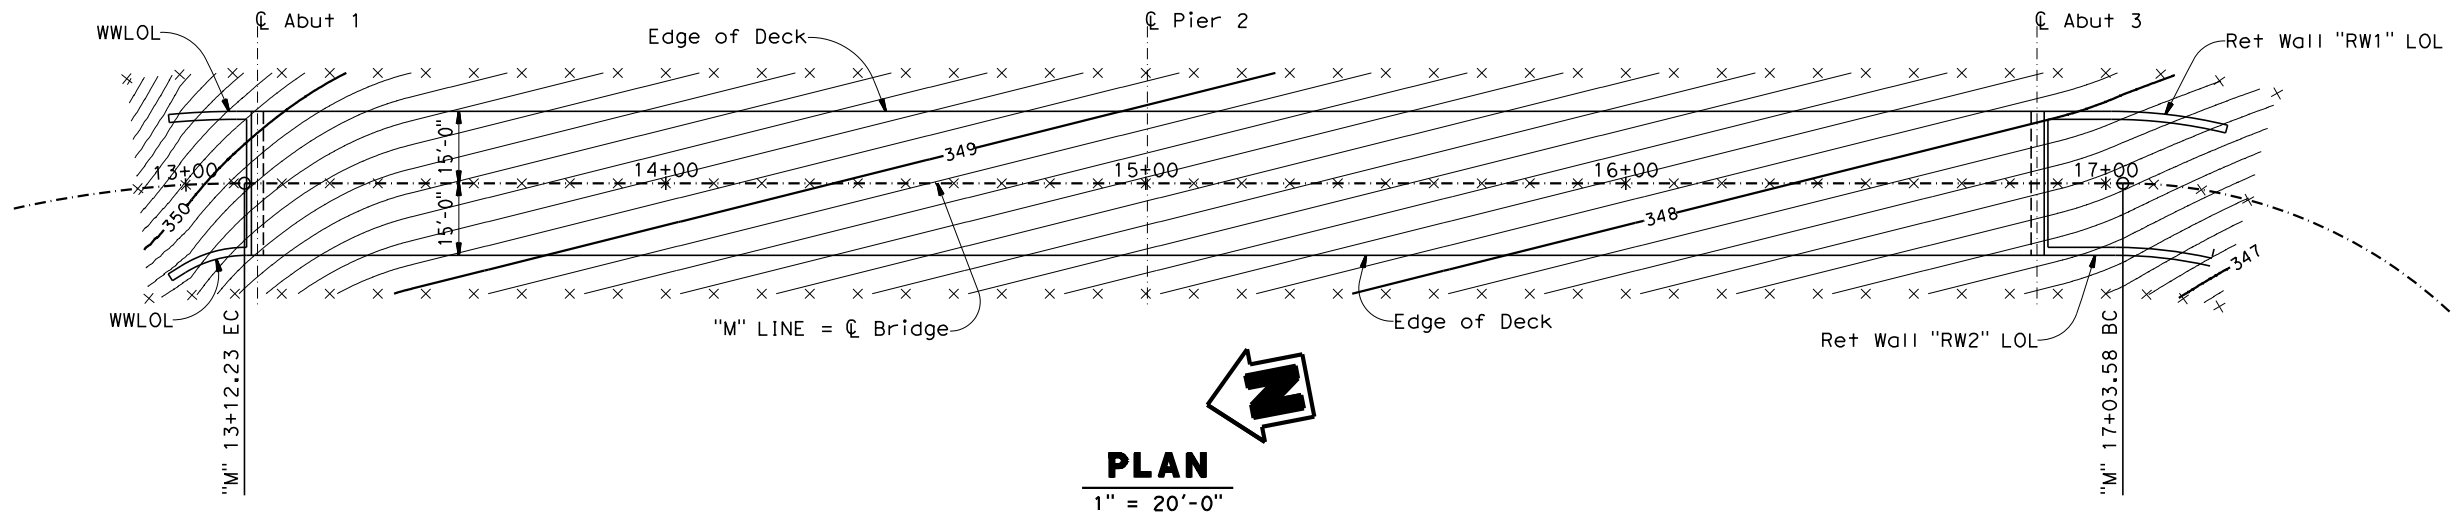 ℄ Abut 1
℄ Pier 2
℄ Abut 3
WWLOL
Edge of Deck
Ret Wall "RW1" LOL
15'-0"
15'-0"
349
13+00
14+00
15+00
16+00
17+00
350
348
347
WWLOL
"M" LINE = ℄ Bridge
Edge of Deck
Ret Wall "RW2" LOL
"M" 13+12.23 EC
"M" 17+03.58 BC
N
PLAN
1" = 20'-0"